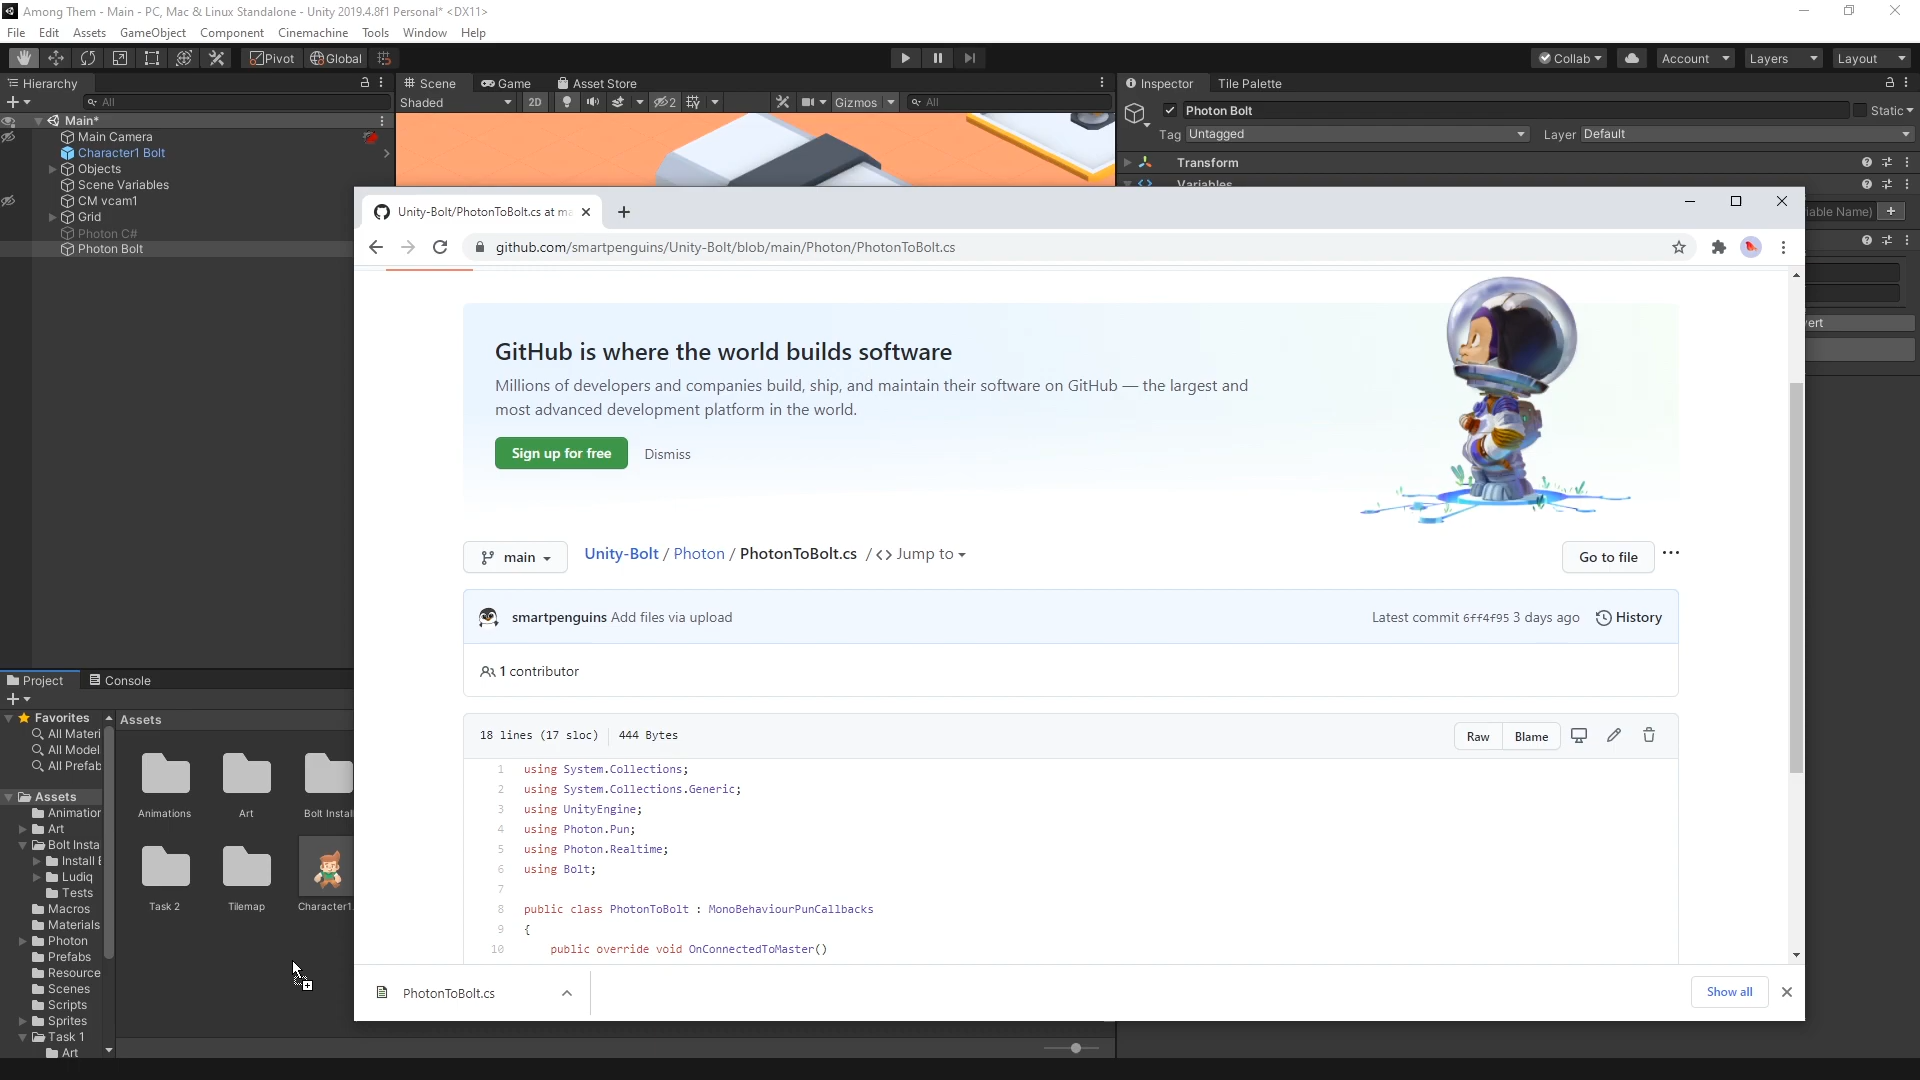 Among Them - Main - PC, Mac & Linux Standalone - Unity 2019.4.8f1 Personal* <DX11>
File Edit Assets GameObject Component Cinemachine Tools Window Help
Pivot Global Collab Account Layers Layout
Hierarchy
All
Main*
Main Camera
Character1 Bolt
Objects
Scene Variables
CM vcam1
Grid
Photon C#
Photon Bolt
Scene Game Asset Store
Shaded 2D 2 Gizmos All
Inspector Tile Palette
Photon Bolt Static
Tag Untagged Layer Default
Transform
Variables
iable Name) +
vert
Unity-Bolt/PhotonToBolt.cs at ma
github.com/smartpenguins/Unity-Bolt/blob/main/Photon/PhotonToBolt.cs
GitHub is where the world builds software
Millions of developers and companies build, ship, and maintain their software on GitHub — the largest and
most advanced development platform in the world.
Sign up for free Dismiss
main Unity-Bolt / Photon / PhotonToBolt.cs / <> Jump to Go to file ...
smartpenguins Add files via upload Latest commit 6ff4f95 3 days ago History
1 contributor
18 lines (17 sloc) 444 Bytes Raw Blame
1 using System.Collections;
2 using System.Collections.Generic;
3 using UnityEngine;
4 using Photon.Pun;
5 using Photon.Realtime;
6 using Bolt;
7
8 public class PhotonToBolt : MonoBehaviourPunCallbacks
9 {
10 public override void OnConnectedToMaster()
PhotonToBolt.cs Show all
Project Console
Favorites
All Materi
All Model
All Prefab
Assets
Animation
Art
Bolt Insta
Install E
Ludiq
Tests
Macros
Materials
Photon
Prefabs
Resource
Scenes
Scripts
Sprites
Task 1
Art
Assets
Animations Art Bolt Install
Task 2 Tilemap Character1